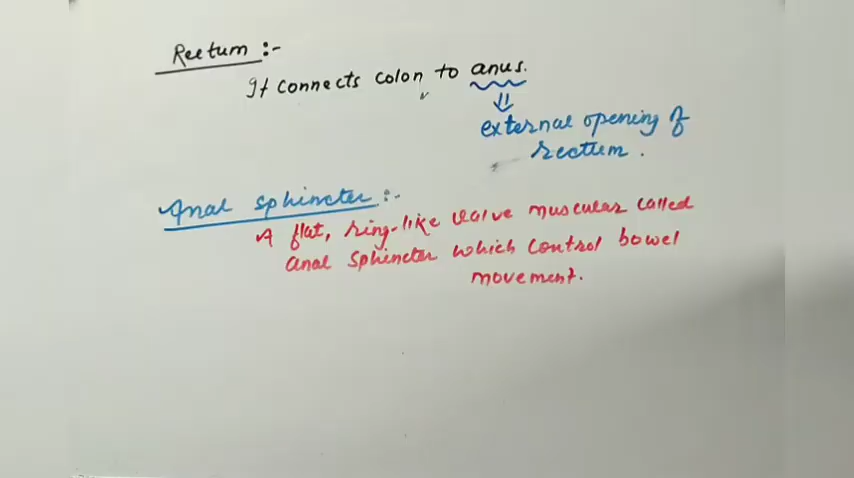 Rectum :-
It connects colon to anus.
external opening of
rectum.
Anal sphincter :-
A flat, ring-like valve muscular called
anal sphincter which control bowel
movement.